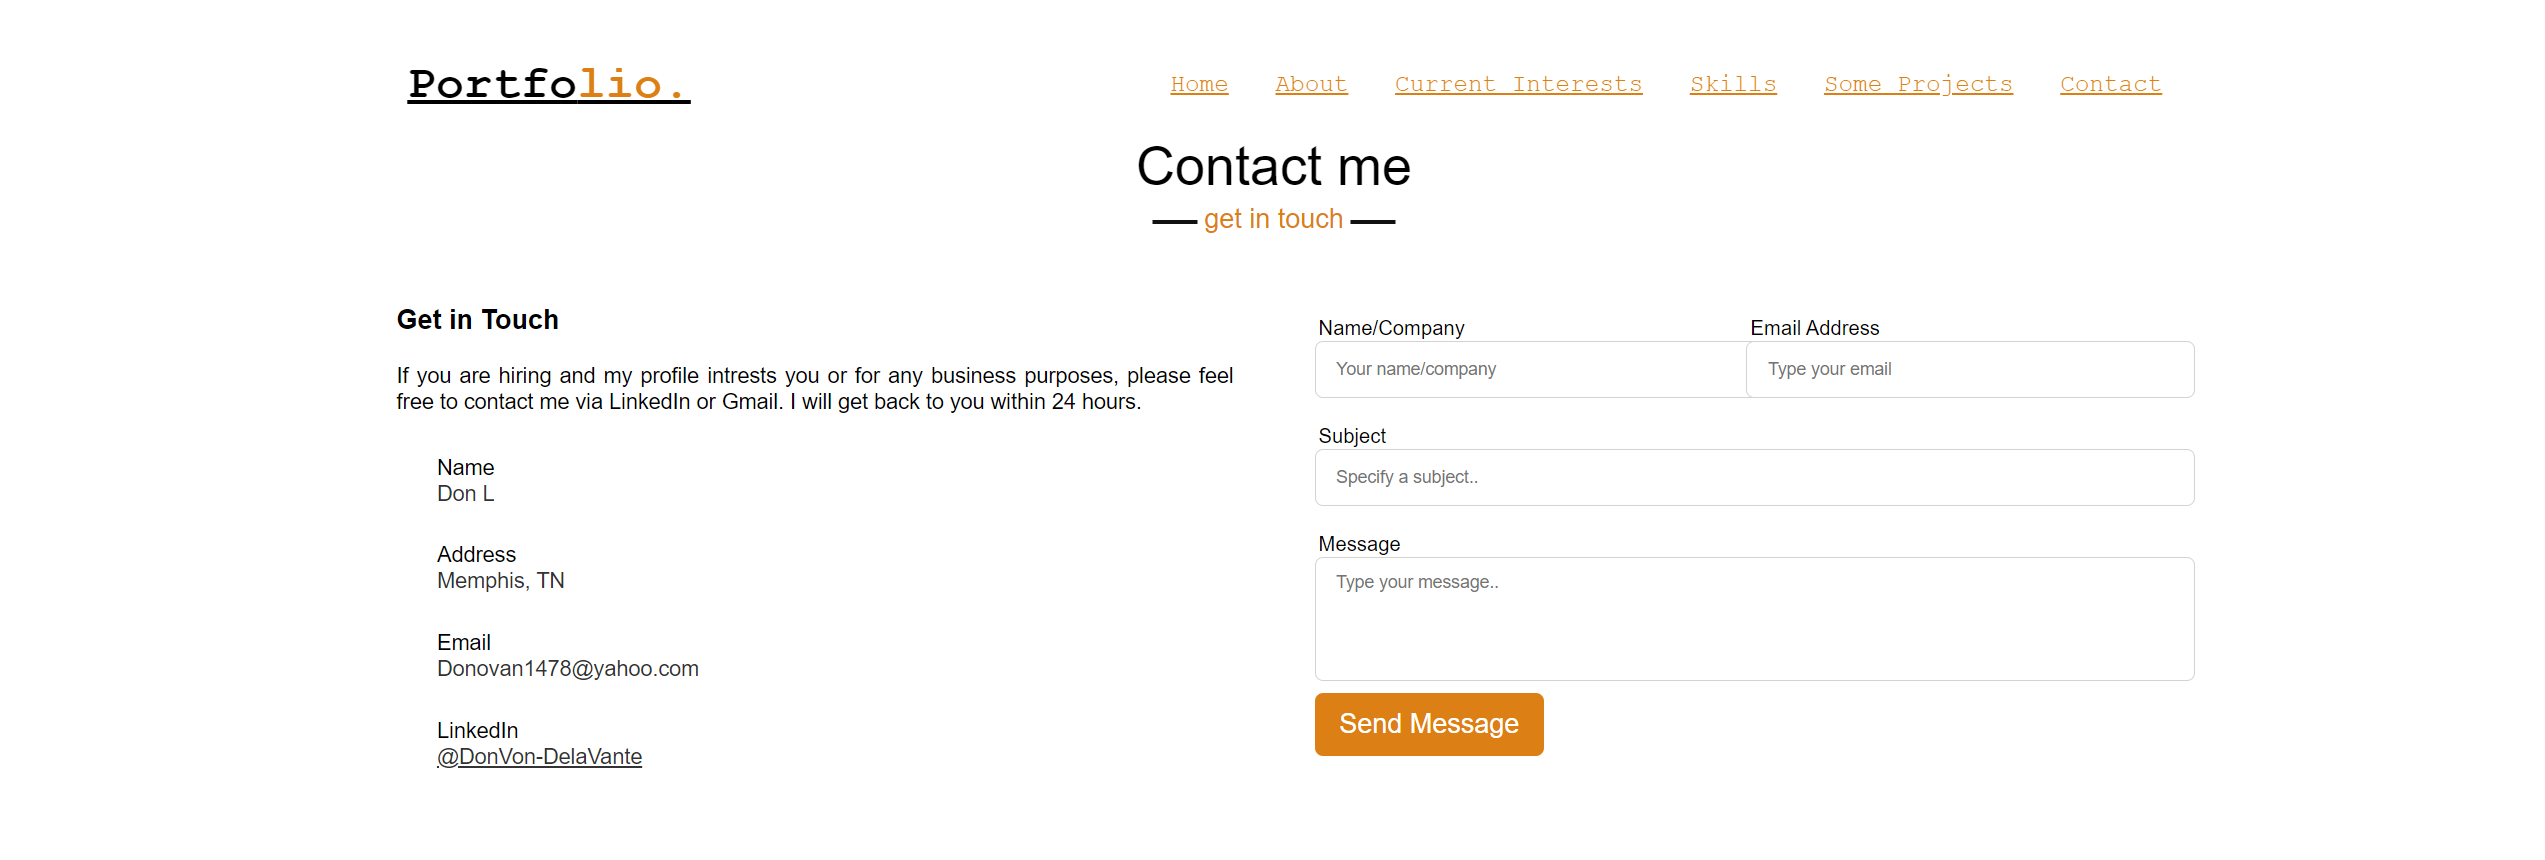 Portfolio.
Home About Current Interests Skills Some Projects Contact
Contact me
get in touch
Get in Touch
If you are hiring and my profile intrests you or for any business purposes, please feel
free to contact me via LinkedIn or Gmail. I will get back to you within 24 hours.
Name
Don L
Address
Memphis, TN
Email
Donovan1478@yahoo.com
LinkedIn
@DonVon-DelaVante
Name/Company Email Address
Your name/company Type your email
Subject
Specify a subject..
Message
Type your message..
Send Message